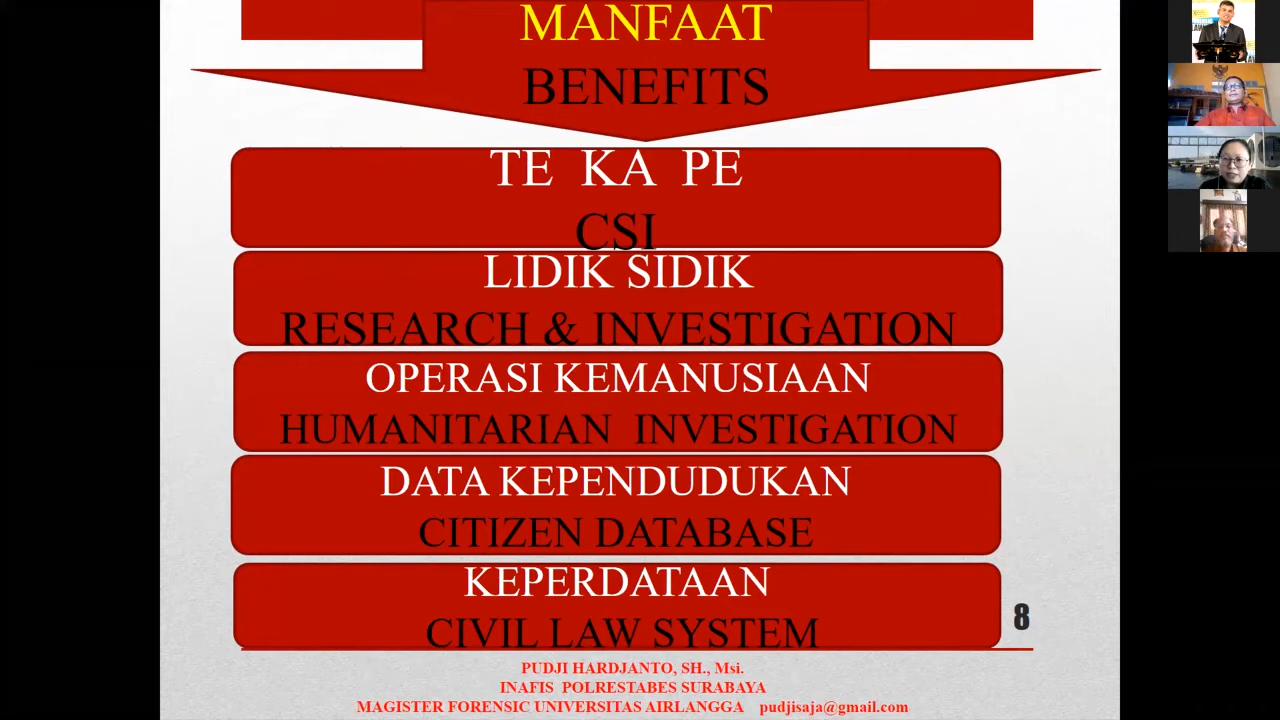 MANFAAT
BENEFITS
TE KA PE
CSI
LIDIK SIDIK
RESEARCH & INVESTIGATION
OPERASI KEMANUSIAAN
HUMANITARIAN INVESTIGATION
DATA KEPENDUDUKAN
CITIZEN DATABASE
KEPERDATAAN
CIVIL LAW SYSTEM
8
PUDJI HARDJANTO, SH., Msi.
INAFIS POLRESTABES SURABAYA
MAGISTER FORENSIC UNIVERSITAS AIRLANGGA pudjisaja@gmail.com